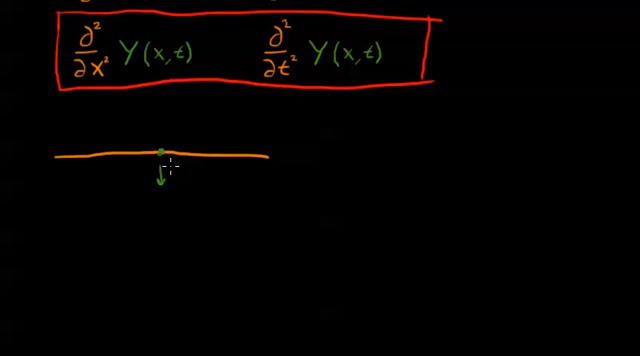 ∂²/∂x² Y(x,t) ∂²/∂t² Y(x,t)